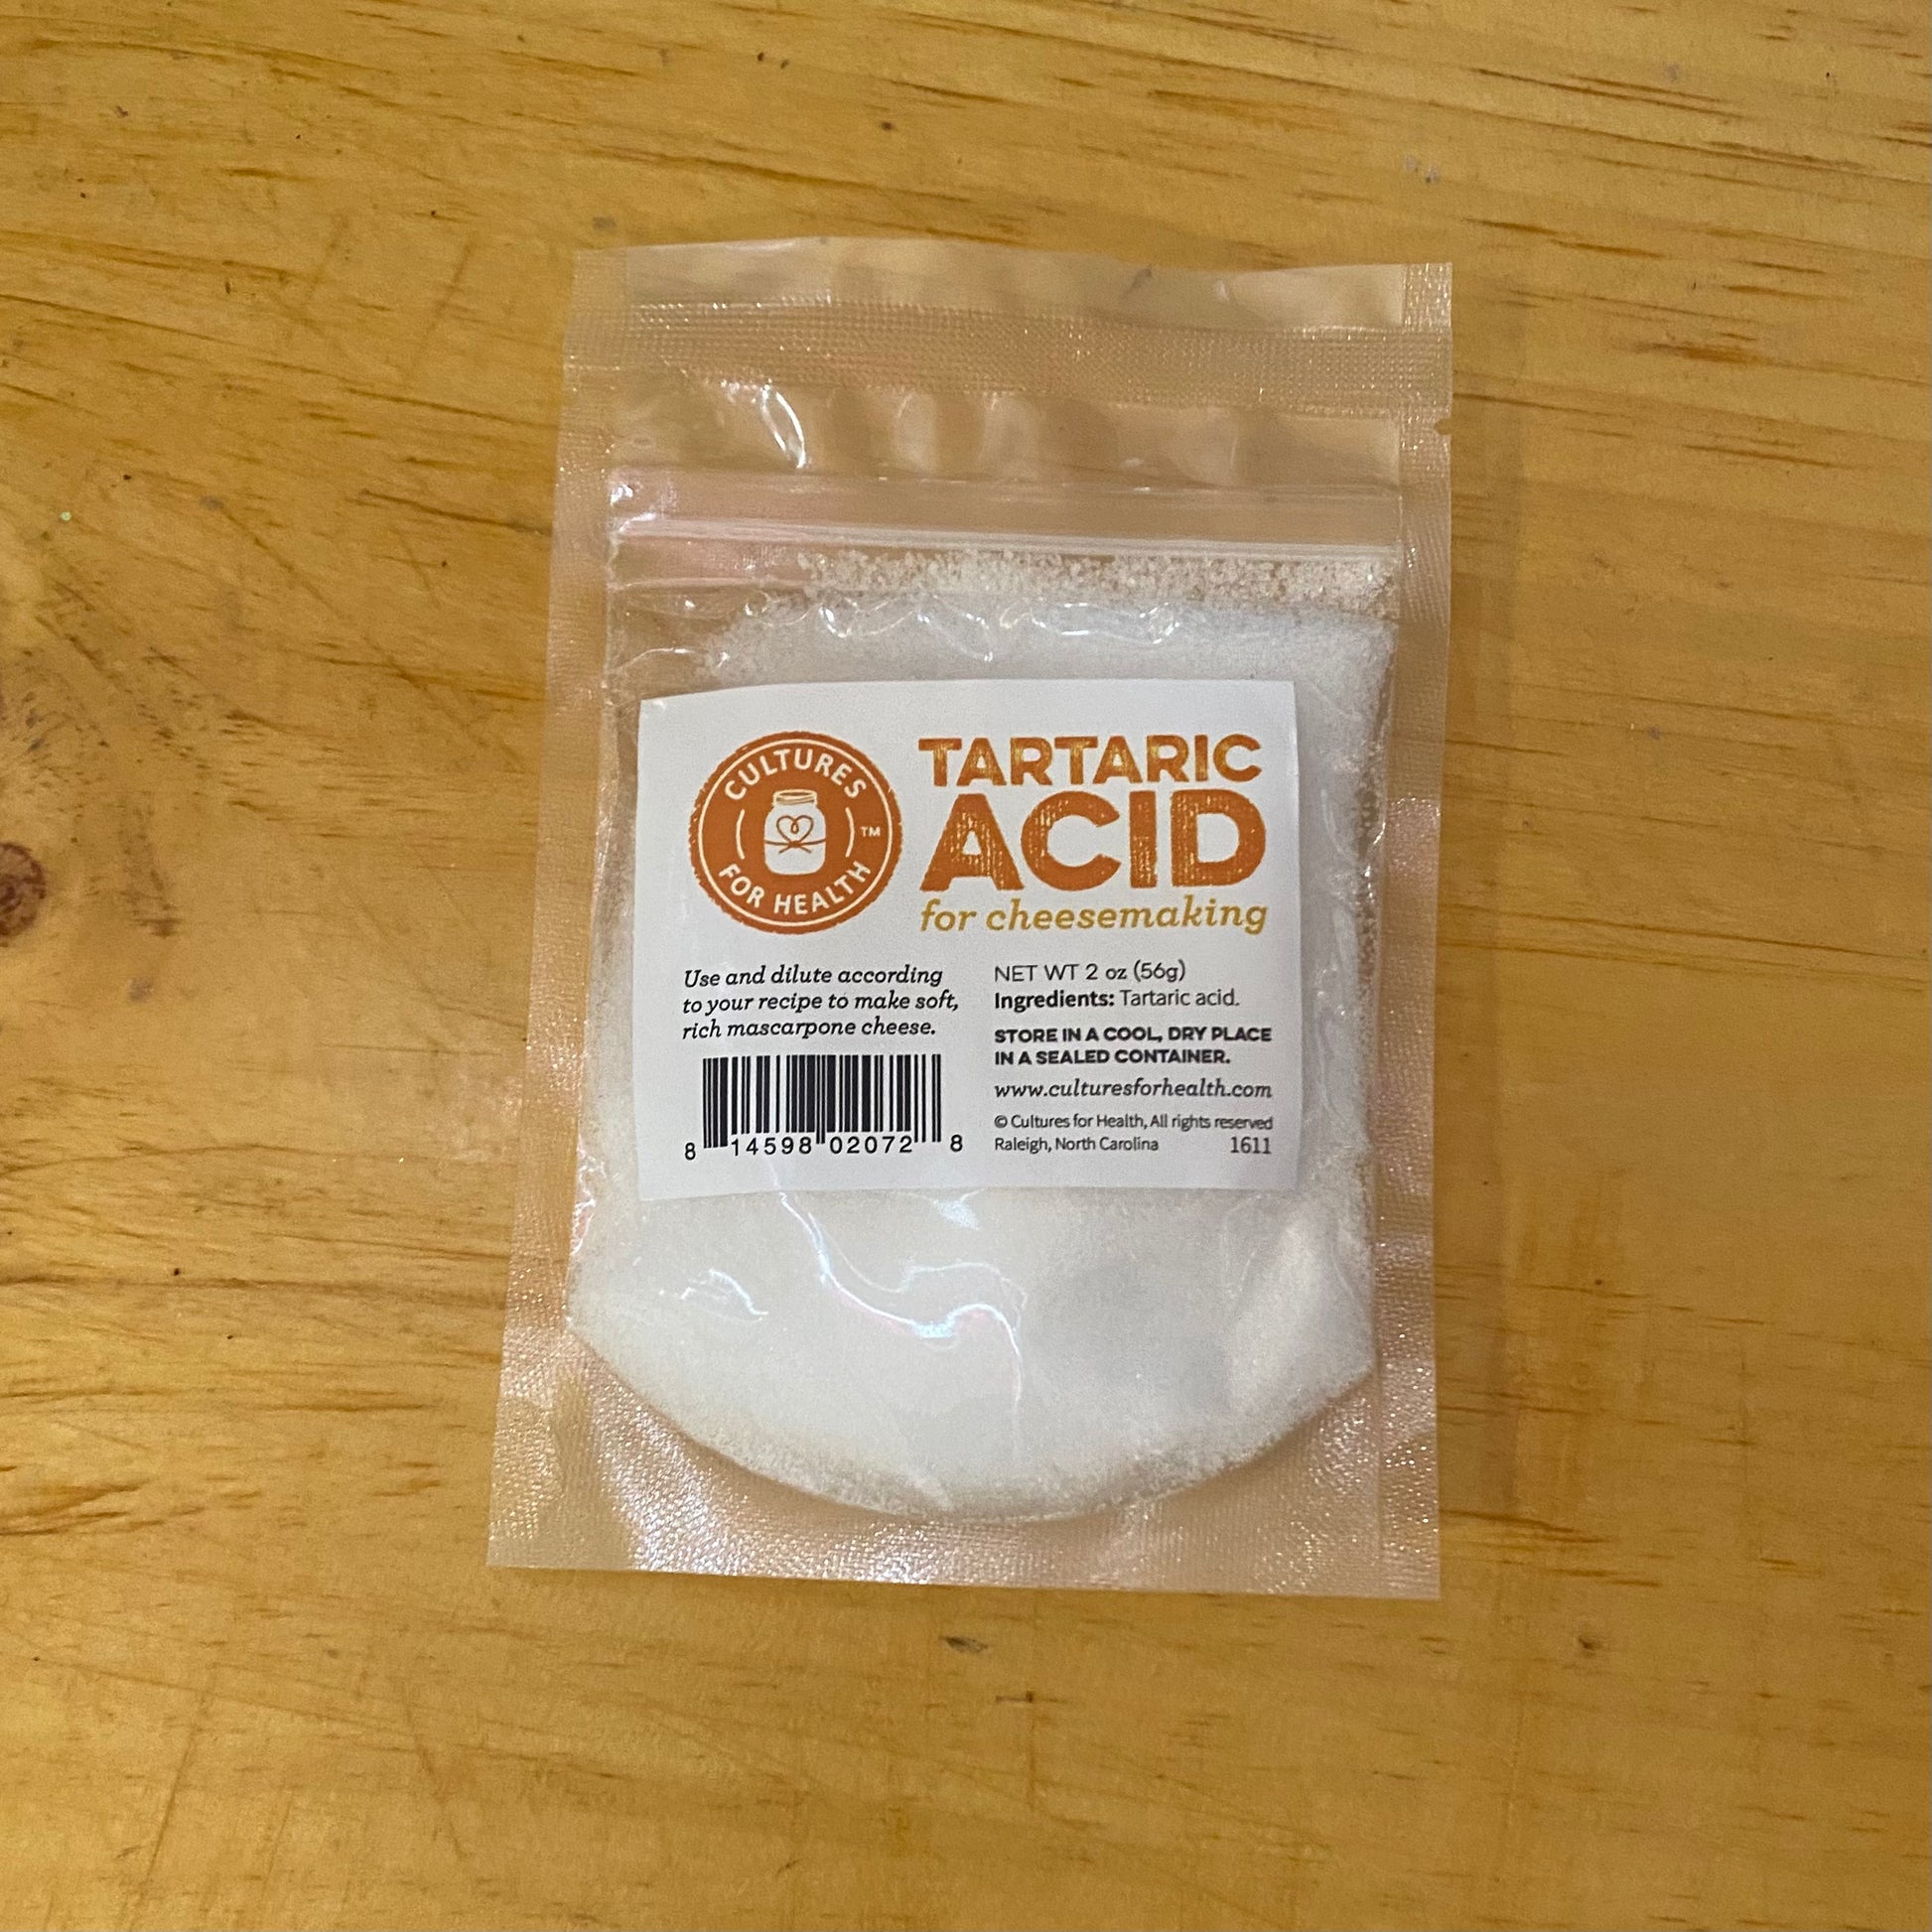 CULTURES
FOR HEALTH
™
TARTARIC
ACID
for cheesemaking
Use and dilute according
to your recipe to make soft,
rich mascarpone cheese.
8 14598 02072 8
NET WT 2 oz (56g)
Ingredients: Tartaric acid.
STORE IN A COOL, DRY PLACE
IN A SEALED CONTAINER.
www.culturesforhealth.com
© Cultures for Health, All rights reserved
Raleigh, North Carolina 1611